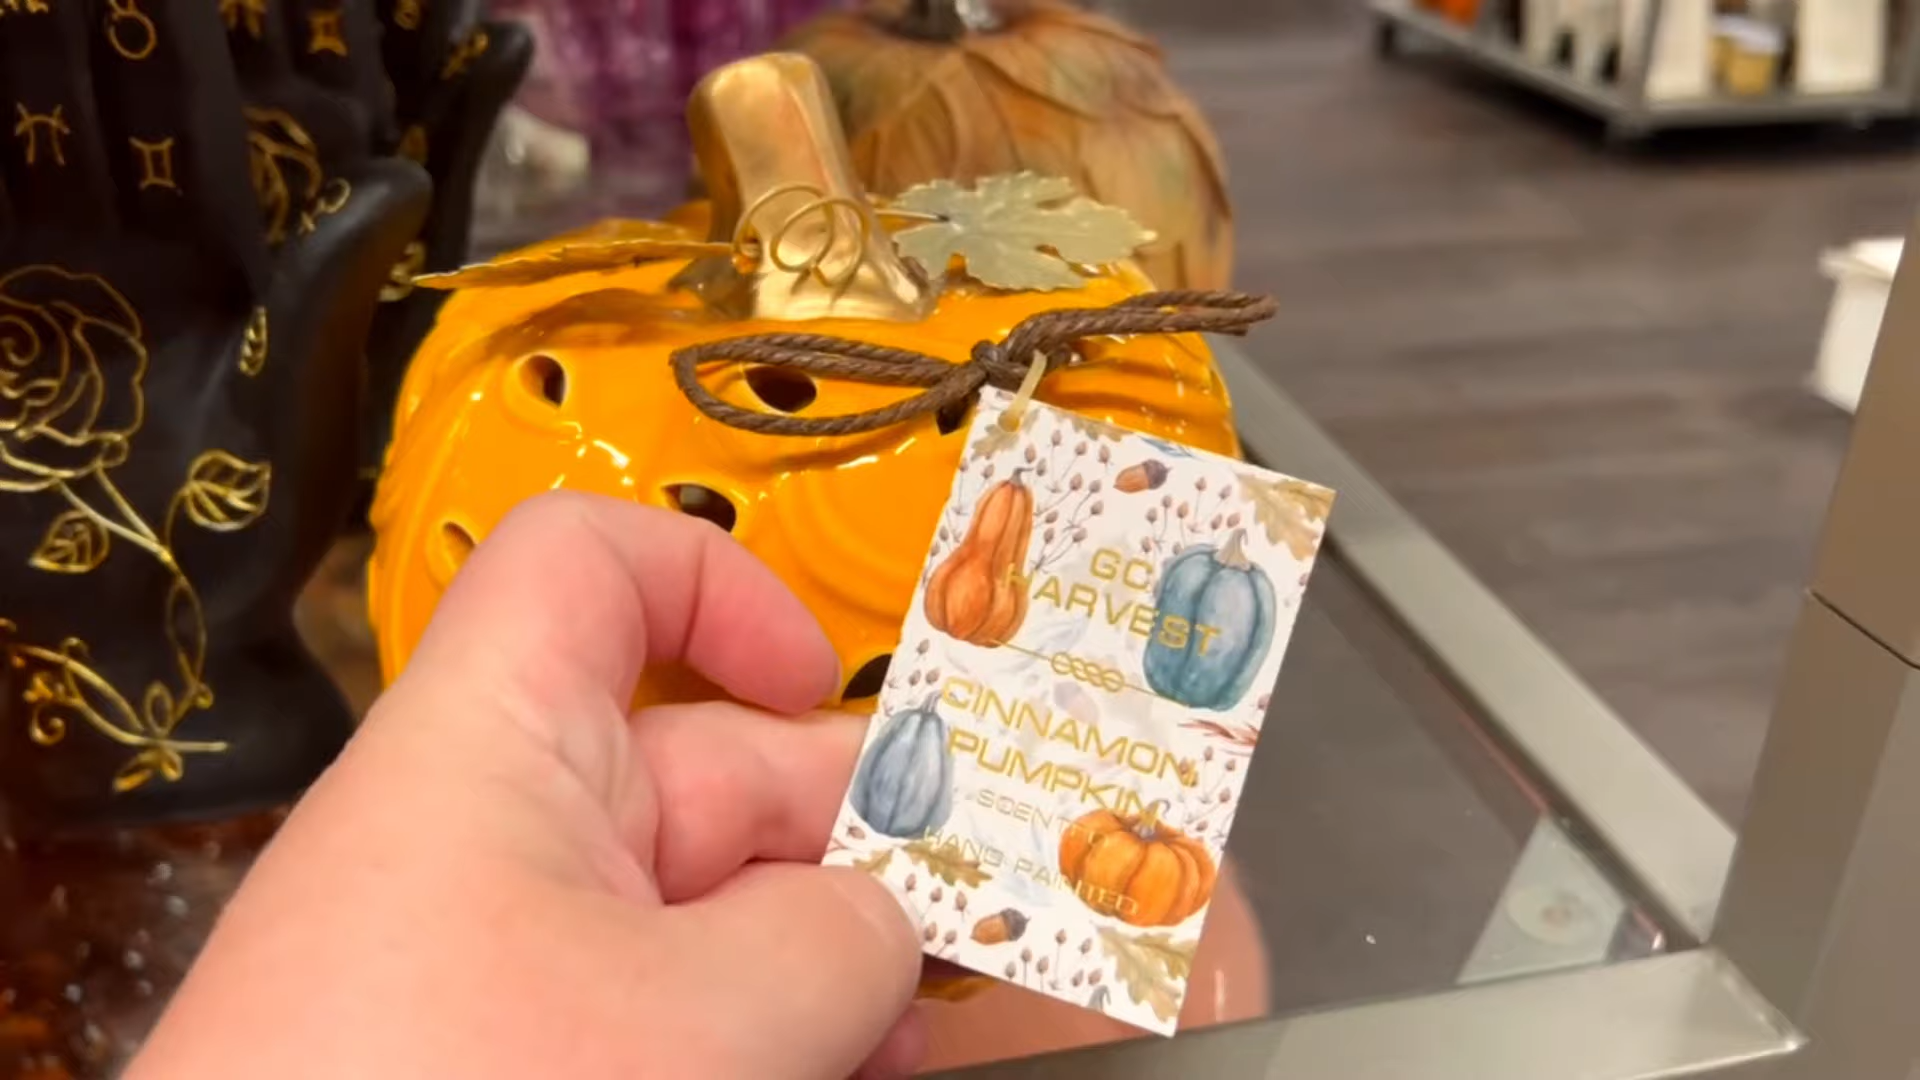 GC
HARVEST
CINNAMON
PUMPKIN
SCENTED
HAND PAINTED